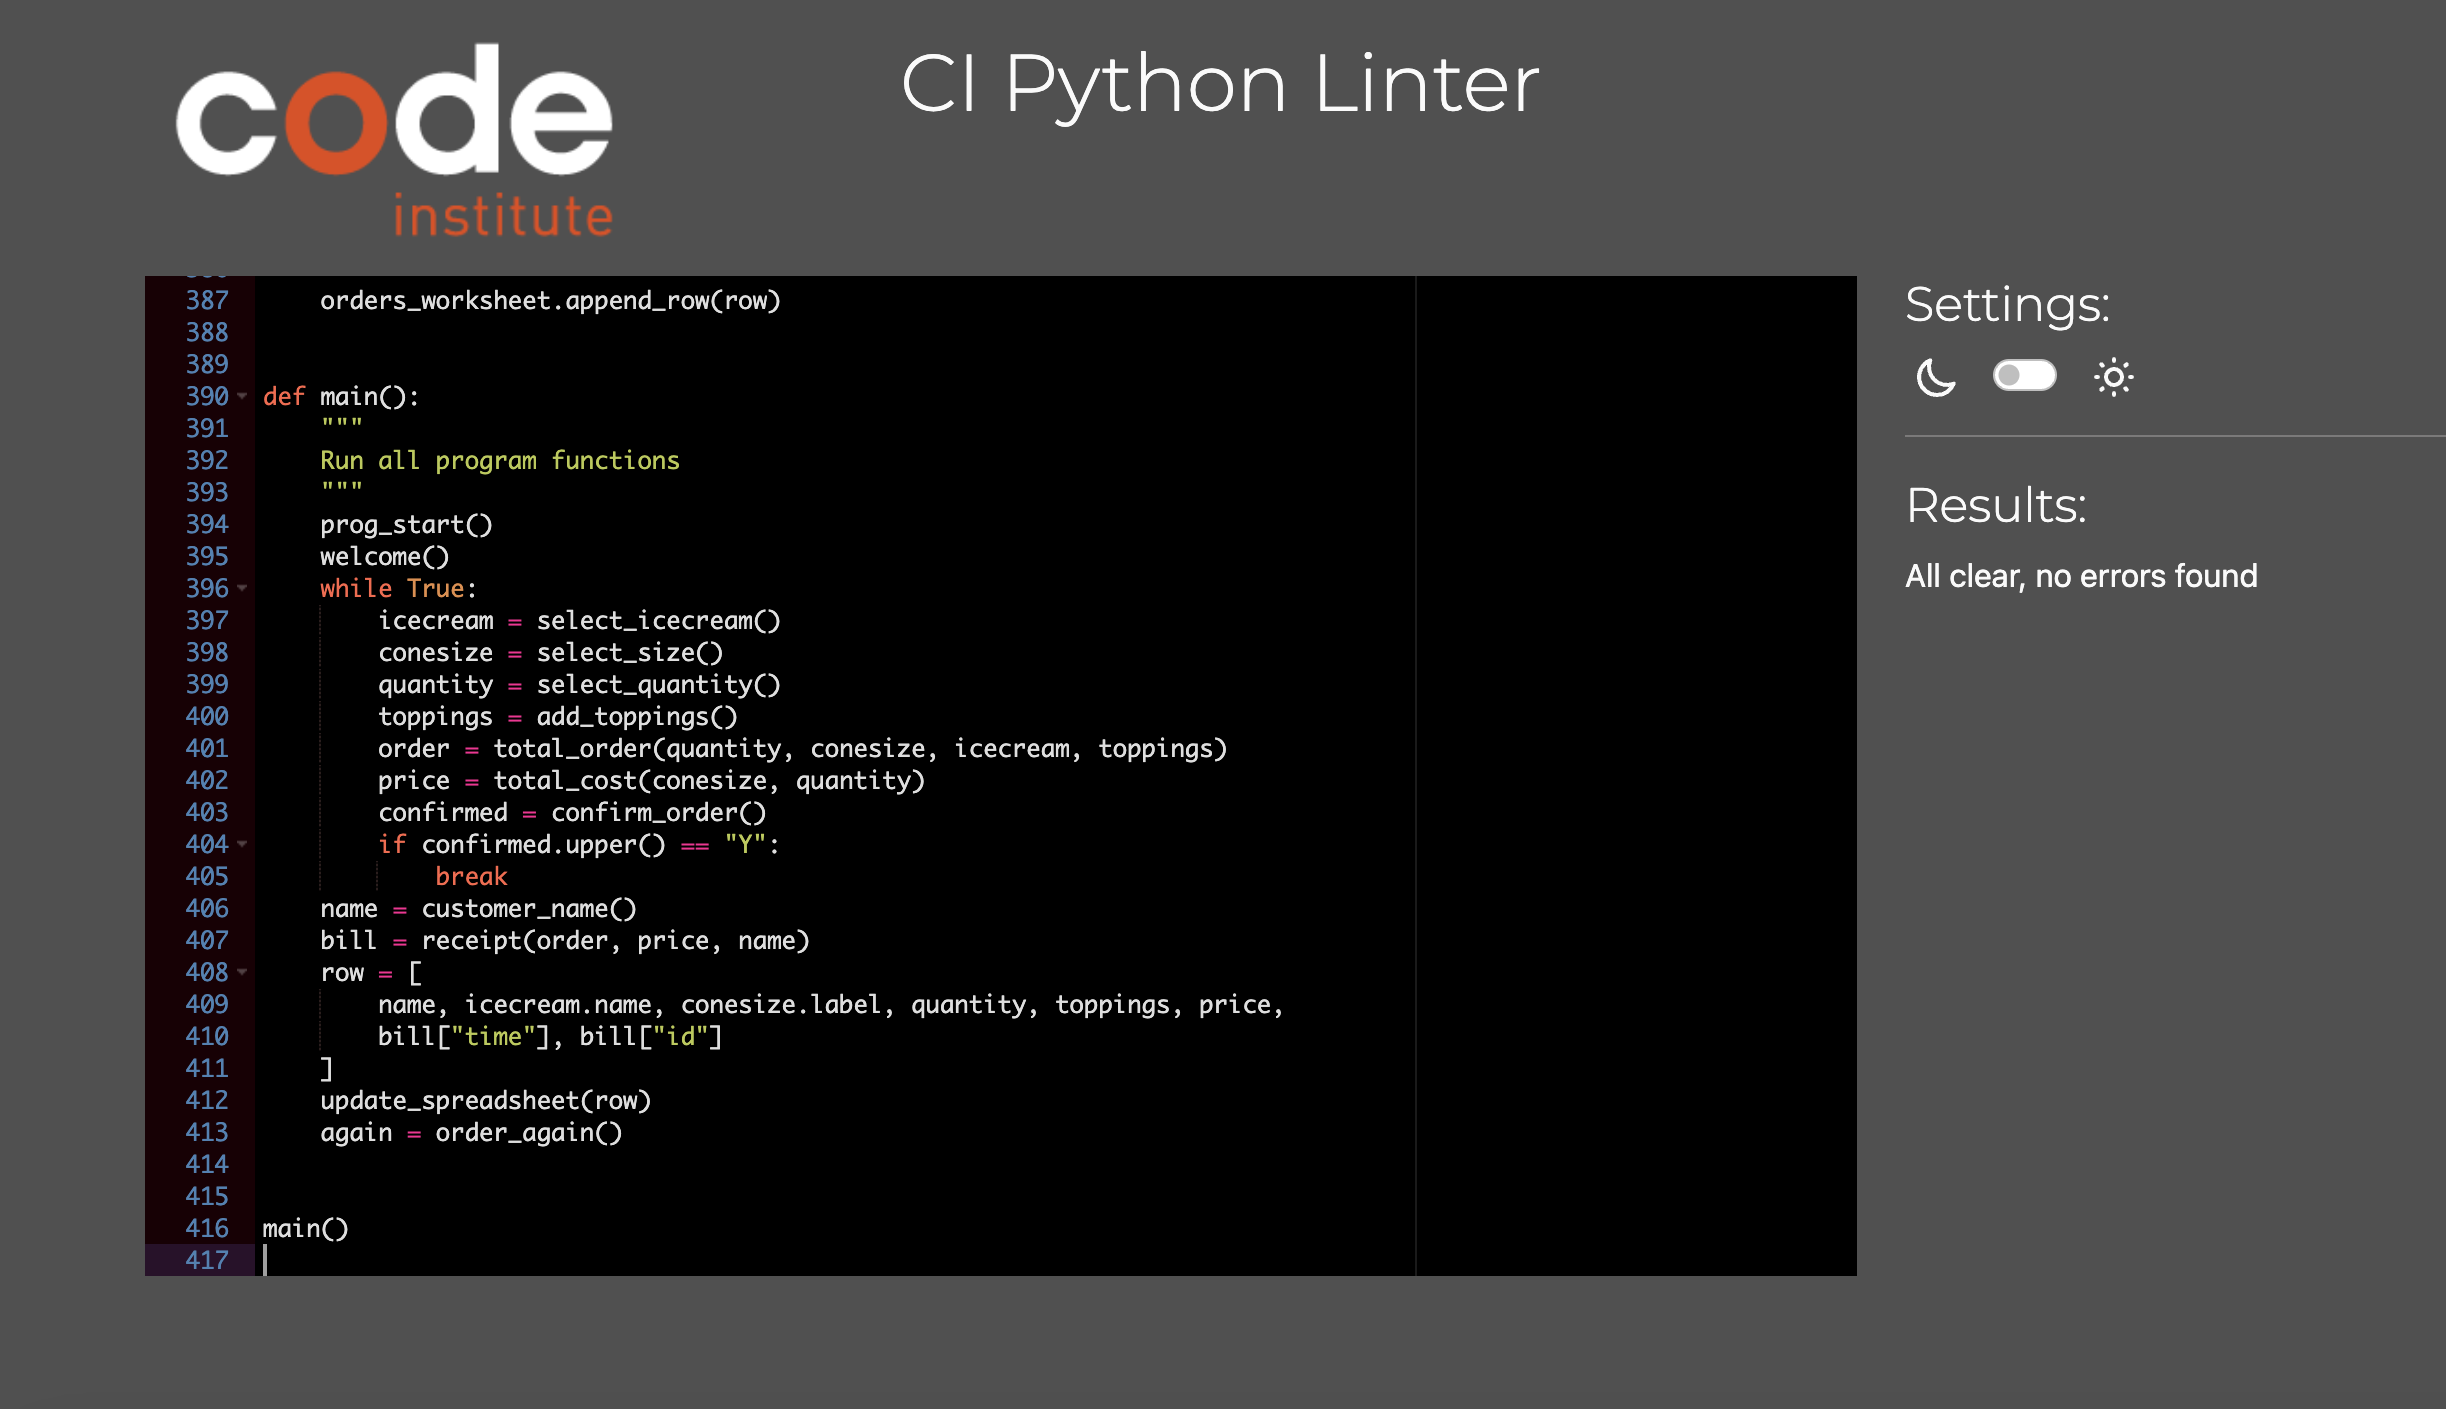 code
institute
CI Python Linter
387     orders_worksheet.append_row(row)
388
389
390 def main():
391     """
392     Run all program functions
393     """
394     prog_start()
395     welcome()
396     while True:
397         icecream = select_icecream()
398         conesize = select_size()
399         quantity = select_quantity()
400         toppings = add_toppings()
401         order = total_order(quantity, conesize, icecream, toppings)
402         price = total_cost(conesize, quantity)
403         confirmed = confirm_order()
404         if confirmed.upper() == "Y":
405             break
406     name = customer_name()
407     bill = receipt(order, price, name)
408     row = [
409         name, icecream.name, conesize.label, quantity, toppings, price,
410         bill["time"], bill["id"]
411     ]
412     update_spreadsheet(row)
413     again = order_again()
414
415
416 main()
417
Settings:
Results:
All clear, no errors found